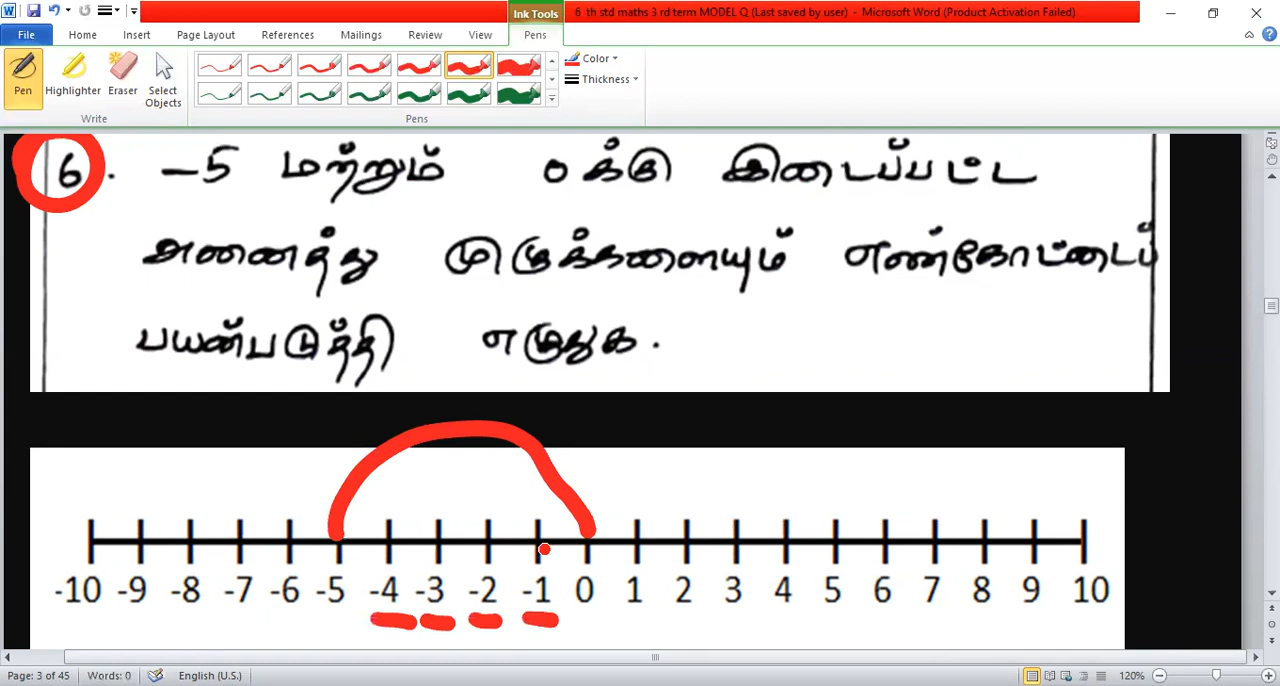 Ink Tools
6 th std maths 3 rd term MODEL Q (Last saved by user) - Microsoft Word (Product Activation Failed)
File Home Insert Page Layout References Mailings Review View Pens
Pen Highlighter Eraser Select Objects
Color
Thickness
Write Pens
6. -5 மற்றும் 0க்கு இடைப்பட்ட
அனைத்து முழுக்களையும் எண்கோட்டைப்
பயன்படுத்தி எழுதுக.
-10 -9 -8 -7 -6 -5 -4 -3 -2 -1 0 1 2 3 4 5 6 7 8 9 10
Page: 3 of 45 Words: 0 English (U.S.) 120%